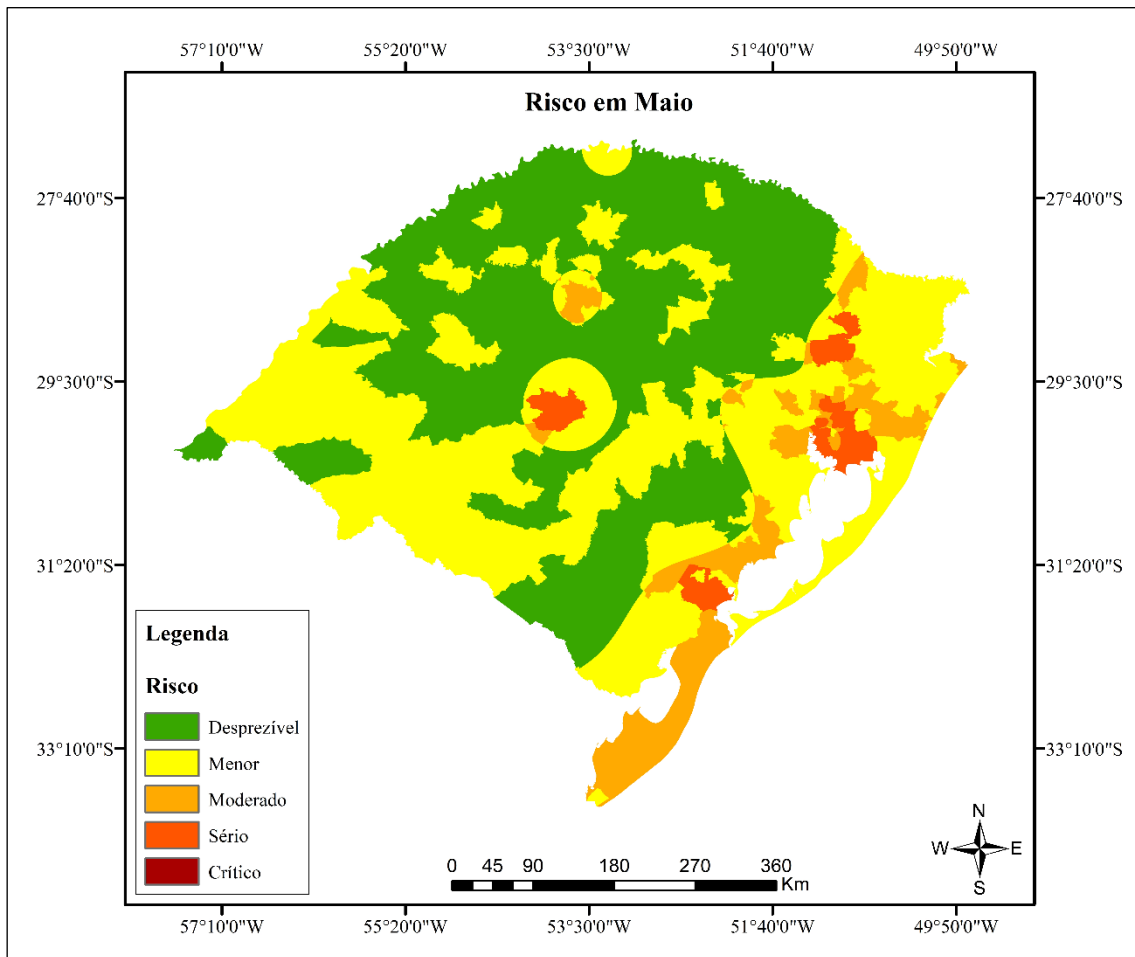 57°10'0"W 55°20'0"W 53°30'0"W 51°40'0"W 49°50'0"W
Risco em Maio
27°40'0"S 27°40'0"S
29°30'0"S 29°30'0"S
31°20'0"S 31°20'0"S
33°10'0"S 33°10'0"S
Legenda
Risco
Desprezível
Menor
Moderado
Sério
Crítico
0 45 90 180 270 360
Km
N
W E
S
57°10'0"W 55°20'0"W 53°30'0"W 51°40'0"W 49°50'0"W